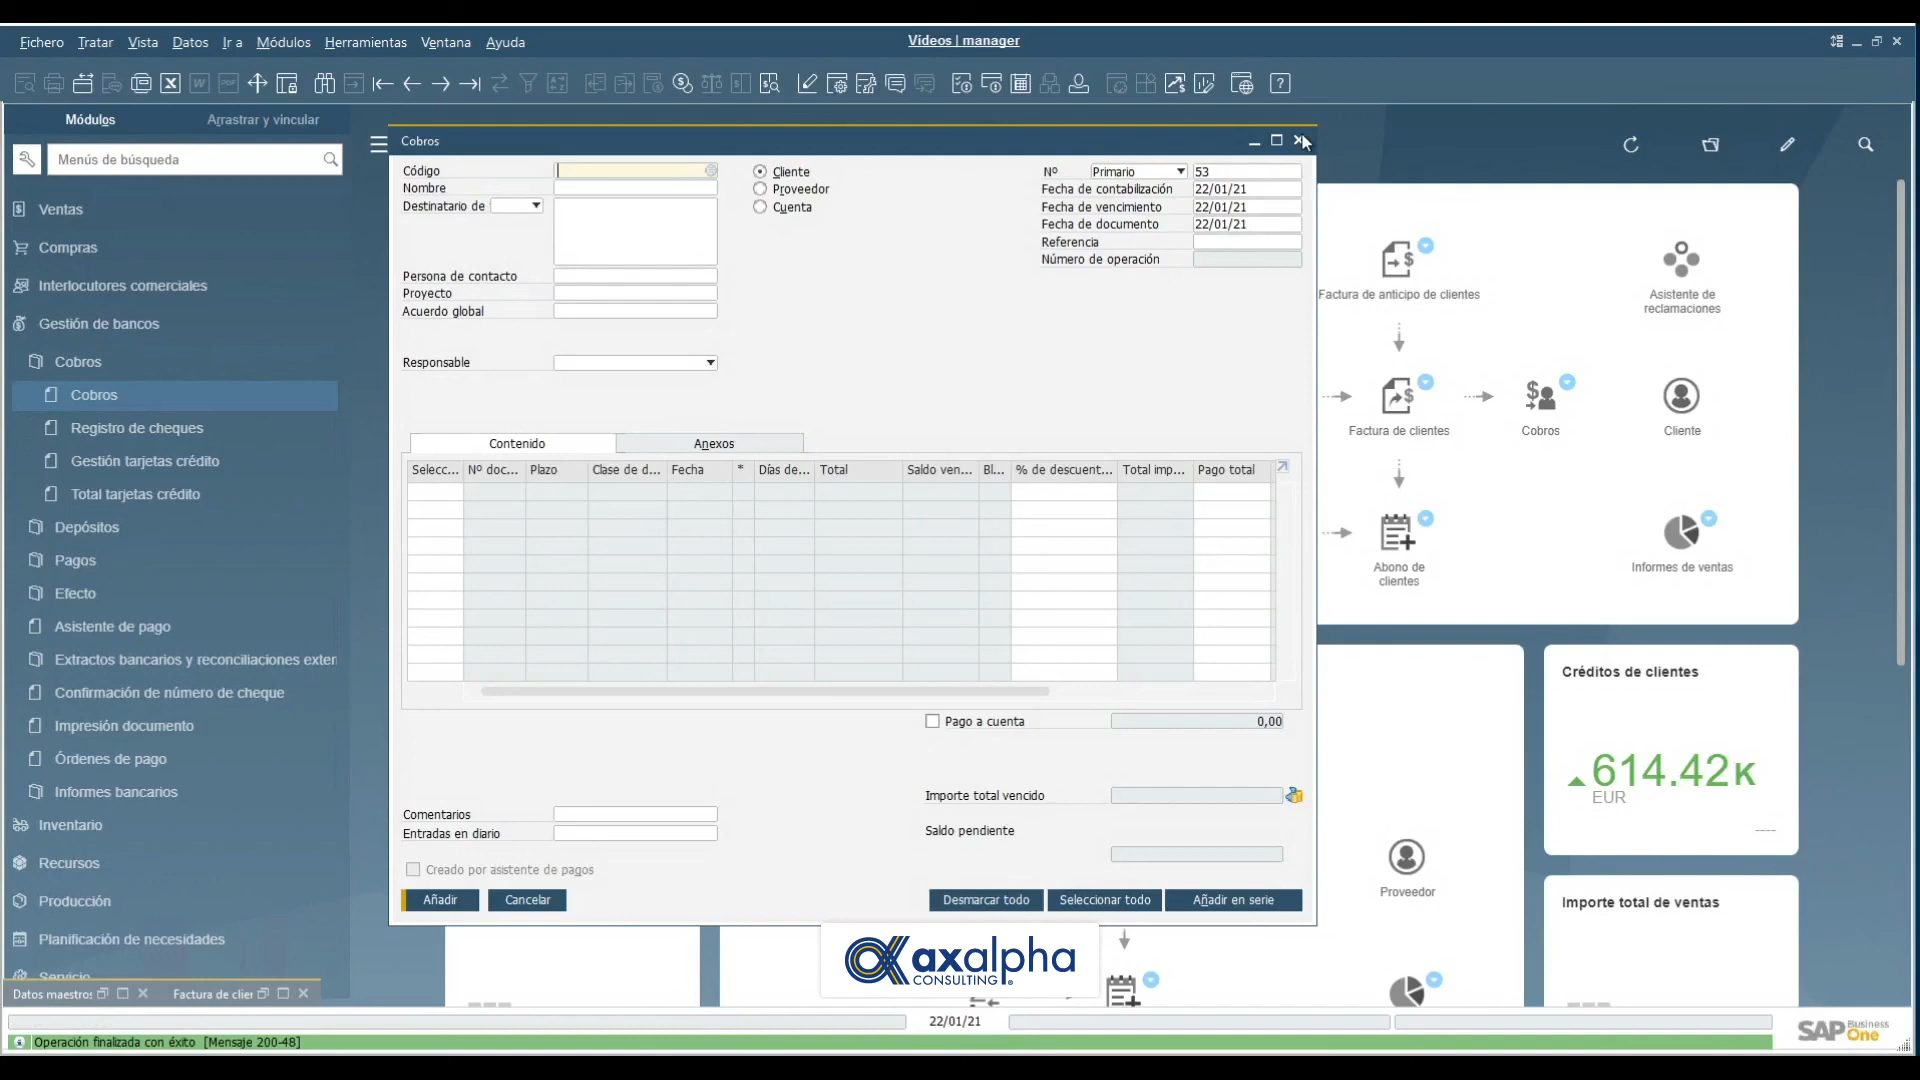 Videos | manager
Fichero Tratar Vista Datos Ir a Módulos Herramientas Ventana Ayuda
Módulos Arrastrar y vincular
Menús de búsqueda
Ventas
Compras
Interlocutores comerciales
Gestión de bancos
Cobros
Cobros
Registro de cheques
Gestión tarjetas crédito
Total tarjetas crédito
Depósitos
Pagos
Efecto
Asistente de pago
Extractos bancarios y reconciliaciones exter
Confirmación de número de cheque
Impresión documento
Órdenes de pago
Informes bancarios
Inventario
Recursos
Producción
Planificación de necesidades
Servicio
Datos maestros Factura de clie
Cobros
Código
Nombre
Destinatario de
Persona de contacto
Proyecto
Acuerdo global
Responsable
Cliente
Proveedor
Cuenta
Nº Primario 53
Fecha de contabilización 22/01/21
Fecha de vencimiento 22/01/21
Fecha de documento 22/01/21
Referencia
Número de operación
Contenido Anexos
Selecc... Nº doc... Plazo Clase de d... Fecha * Días de... Total Saldo ven... Bl... % de descuent... Total imp... Pago total
Pago a cuenta 0,00
Importe total vencido
Saldo pendiente
Comentarios
Entradas en diario
Creado por asistente de pagos
Añadir Cancelar Desmarcar todo Seleccionar todo Añadir en serie
Factura de anticipo de clientes
Asistente de
reclamaciones
Factura de clientes
Cobros
Cliente
Abono de
clientes
Informes de ventas
Créditos de clientes
614.42K
EUR
Proveedor
Importe total de ventas
axalpha
CONSULTING®
22/01/21
SAP Business
One
Operación finalizada con éxito [Mensaje 200-48]